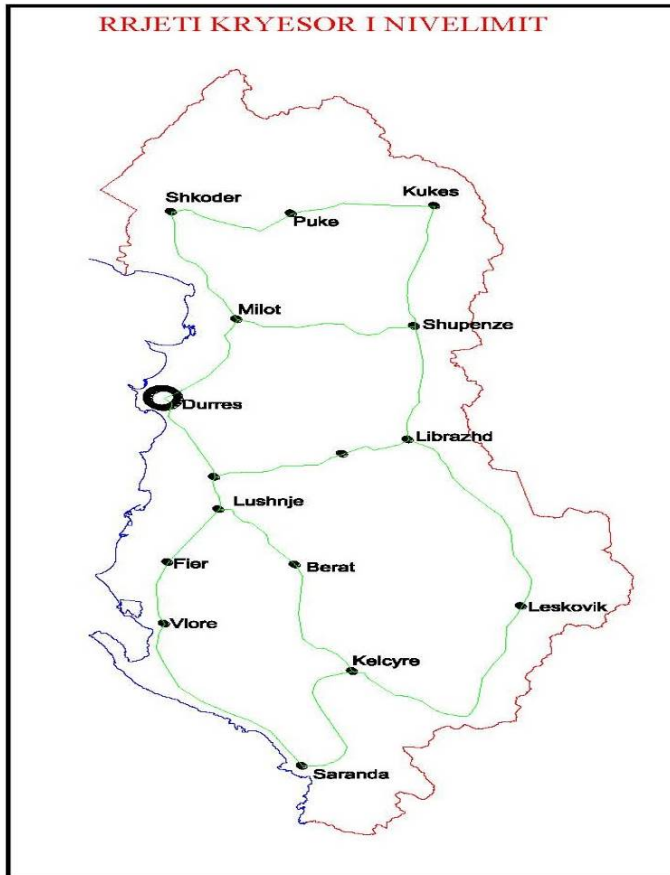 RRJETI KRYESOR I NIVELIMIT
Shkoder
Puke
Kukes
Milot
Shupenze
Durres
Librazhd
Lushnje
Fier
Berat
Leskovik
Vlore
Kelcyre
Saranda